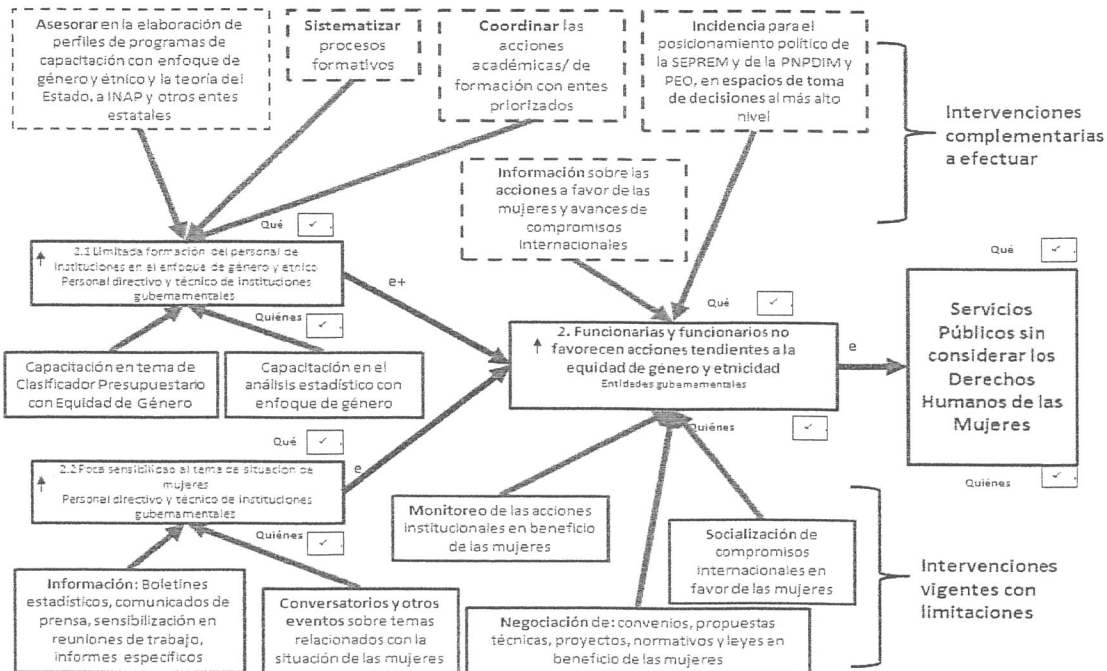 Asesorar en la elaboración de
perfiles de programas de
capacitación con enfoque de
género y étnico y la teoría del
Estado, a INAP y otros entes
estatales
Sistematizar
procesos
formativos
Coordinar las
acciones
académicas/ de
formación con entes
priorizados
Incidencia para el
posicionamiento político de
la SEPREM y de la PNPDIM y
PEO, en espacios de toma
de decisiones al más alto
nivel
Intervenciones
complementarias
a efectuar
Información sobre las
acciones a favor de las
mujeres y avances de
compromisos
Internacionales
Qué ✓
2.1 Limitada formación del personal de
instituciones en el enfoque de género y etnico
Personal directivo y técnico de instituciones
gubernamentales
Quiénes ✓
e+
Capacitación en tema de
Clasificador Presupuestario
con Equidad de Género
Capacitación en el
análisis estadístico con
enfoque de género
Qué ✓
2. Funcionarias y funcionarios no
favorecen acciones tendientes a la
equidad de género y etnicidad
Entidades gubernamentales
Quiénes ✓
e
Qué ✓
Servicios
Públicos sin
considerar los
Derechos
Humanos de las
Mujeres
Quiénes ✓
Qué ✓
2.2 Poca sensibilidad al tema de situación de
mujeres
Personal directivo y técnico de instituciones
gubernamentales
Quiénes ✓
e
Información: Boletines
estadísticos, comunicados de
prensa, sensibilización en
reuniones de trabajo,
informes específicos
Conversatorios y otros
eventos sobre temas
relacionados con la
situación de las mujeres
Monitoreo de las acciones
institucionales en beneficio
de las mujeres
Negociación de: convenios, propuestas
técnicas, proyectos, normativos y leyes en
beneficio de las mujeres
Socialización de
compromisos
internacionales en
favor de las mujeres
Intervenciones
vigentes con
limitaciones